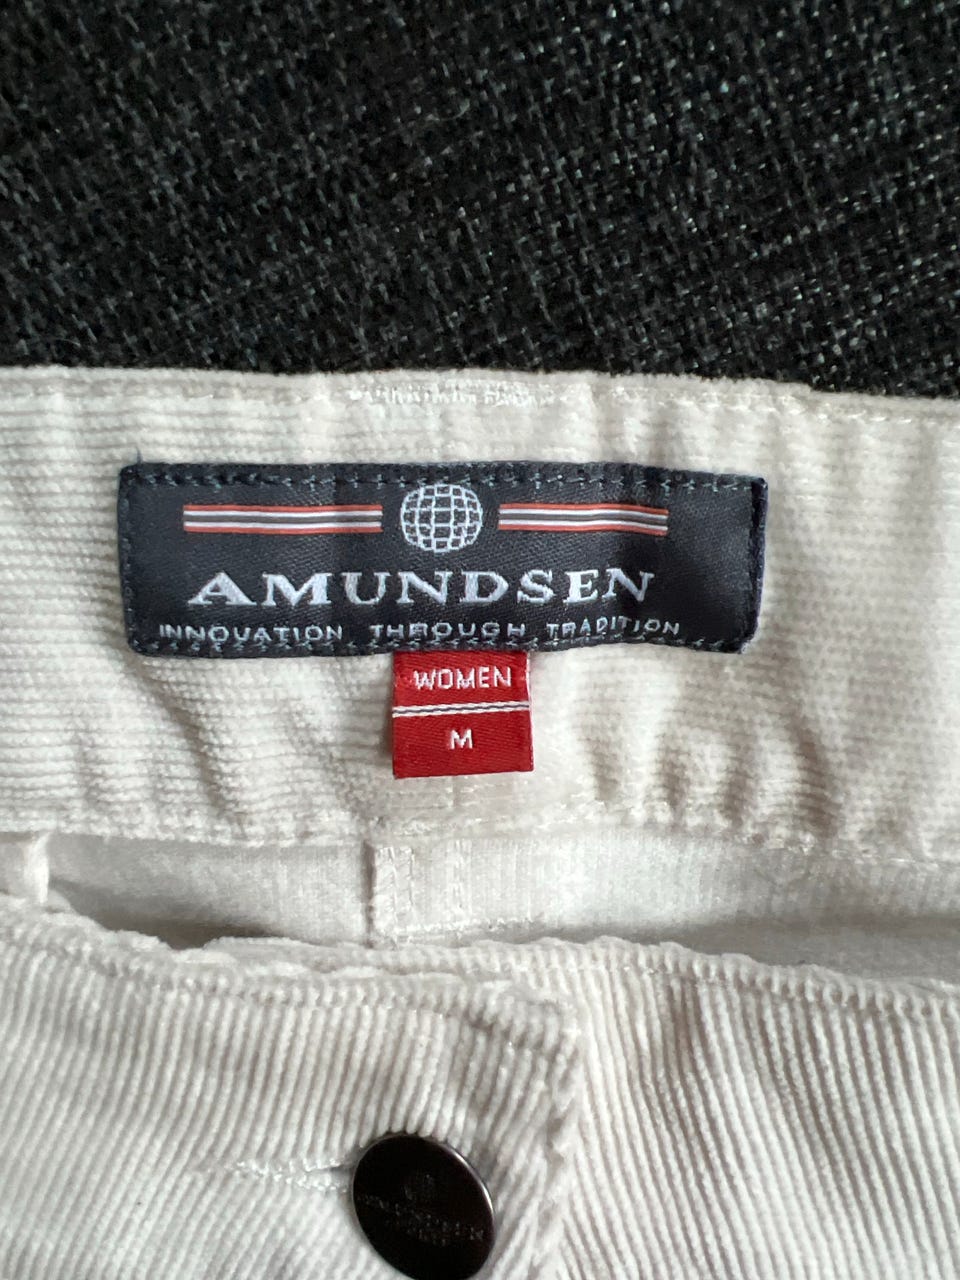 AMUNDSEN
INNOVATION THROUGH TRADITION
WOMEN
M